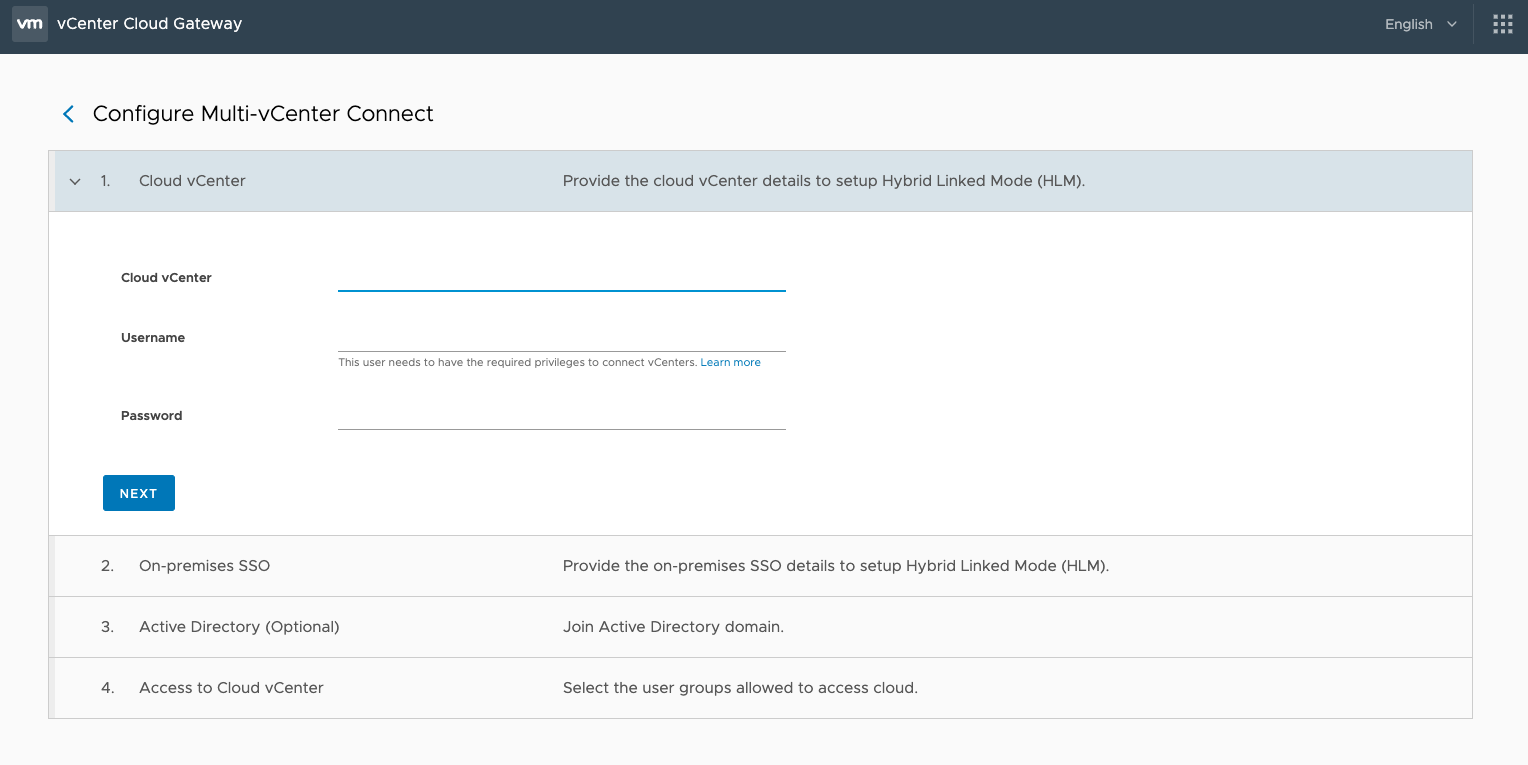 vm vCenter Cloud Gateway English
Configure Multi-vCenter Connect
1. Cloud vCenter Provide the cloud vCenter details to setup Hybrid Linked Mode (HLM).
Cloud vCenter
Username
This user needs to have the required privileges to connect vCenters. Learn more
Password
NEXT
2. On-premises SSO Provide the on-premises SSO details to setup Hybrid Linked Mode (HLM).
3. Active Directory (Optional) Join Active Directory domain.
4. Access to Cloud vCenter Select the user groups allowed to access cloud.